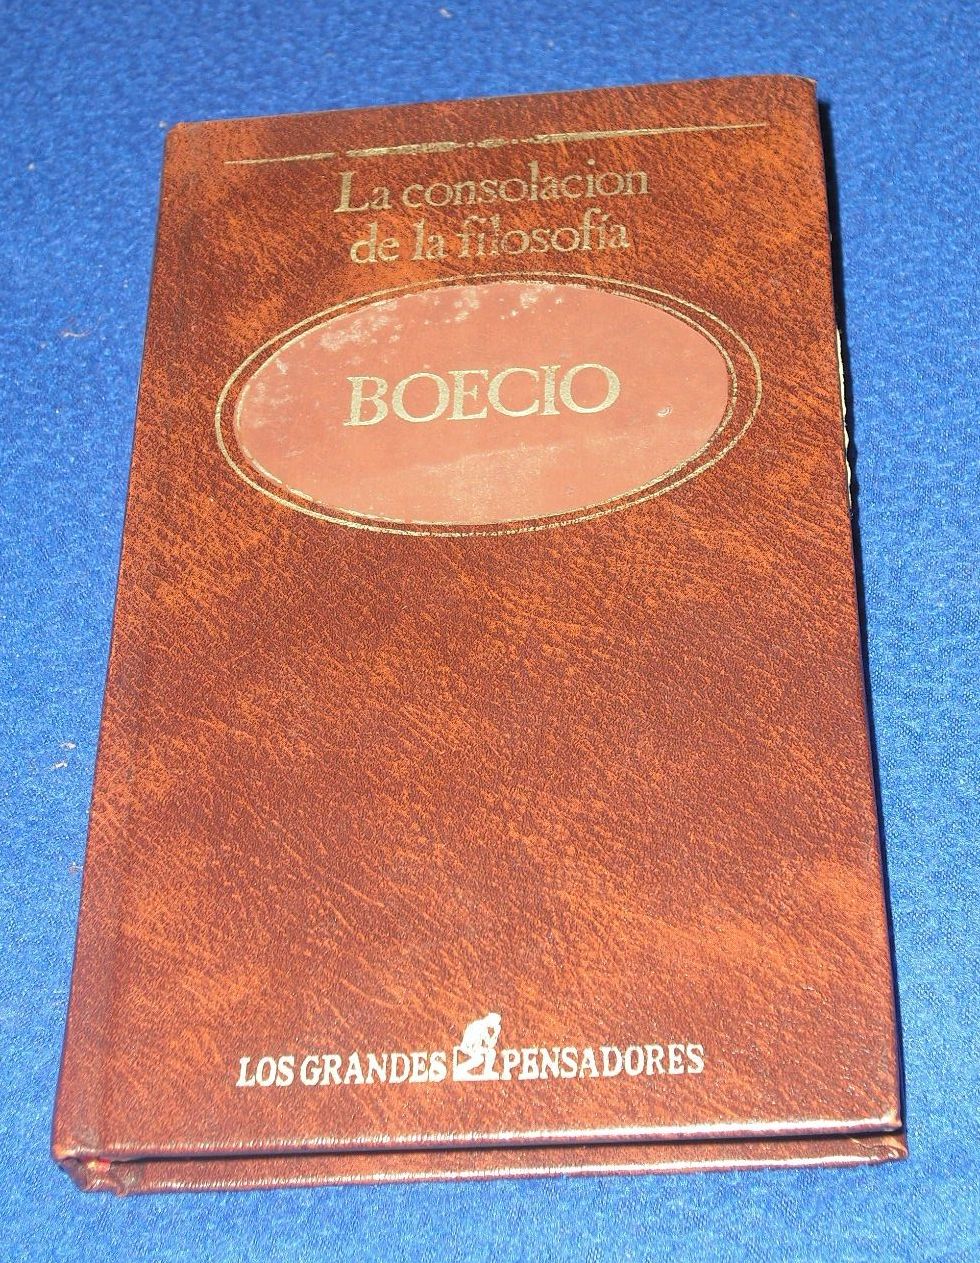 La consolacion
de la filosofía
BOECIO
LOS GRANDES PENSADORES